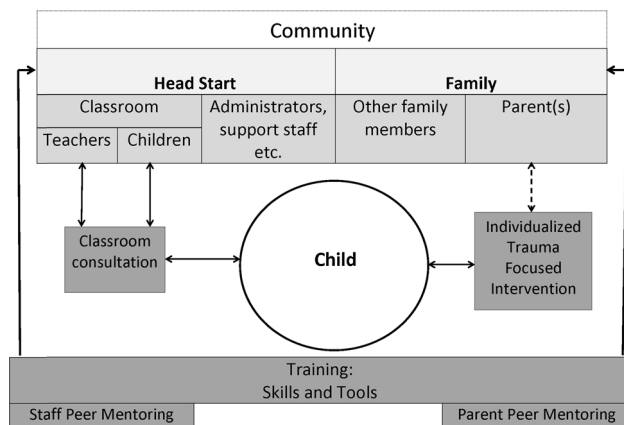 Community
Head Start
Family
Classroom
Teachers
Children
Administrators,
support staff
etc.
Other family
members
Parent(s)
Classroom
consultation
Child
Individualized
Trauma
Focused
Intervention
Training:
Skills and Tools
Staff Peer Mentoring
Parent Peer Mentoring